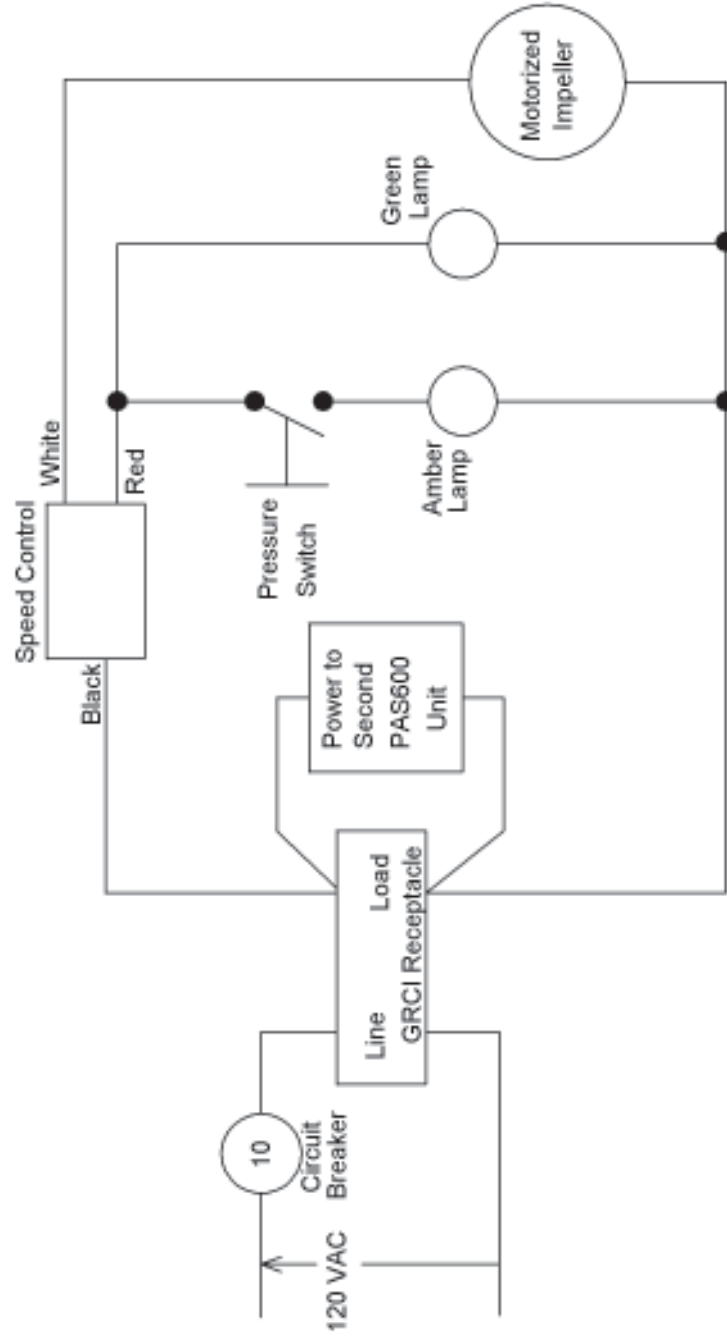 Speed Control
Black
White
Red
Pressure
Switch
Green
Lamp
Amber
Lamp
Motorized
Impeller
Power to
Second
PAS600
Unit
Line
Load
GRCI Receptacle
10
Circuit
Breaker
120 VAC